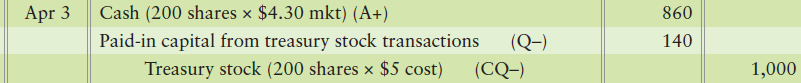 Apr 3 Cash (200 shares × $4.30 mkt) (A+) 860
Paid-in capital from treasury stock transactions (Q–) 140
Treasury stock (200 shares × $5 cost) (CQ–) 1,000